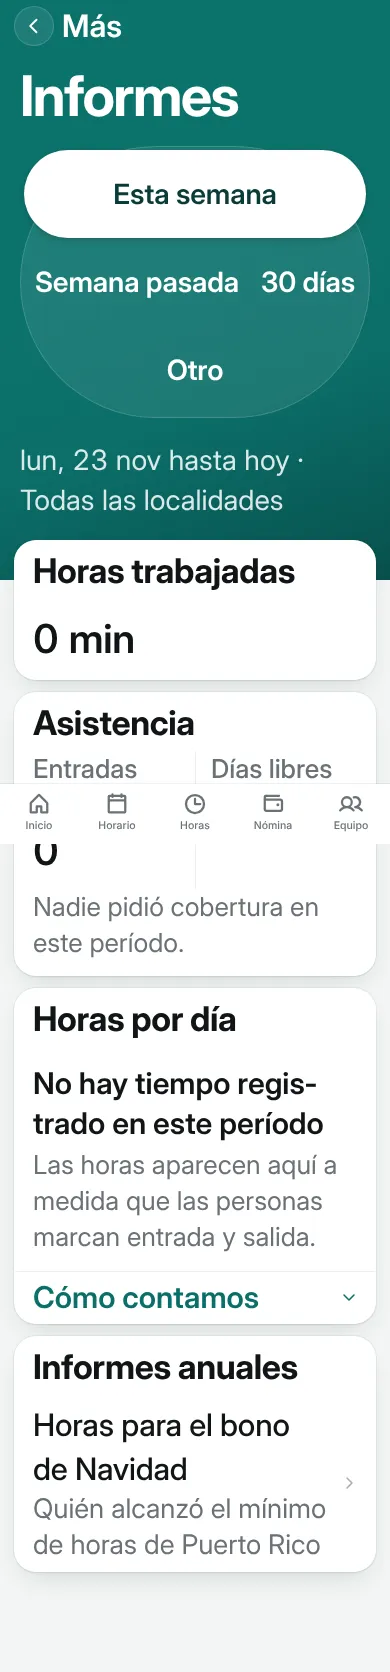 Más
Informes
Esta semana
Semana pasada 30 días
Otro
lun, 23 nov hasta hoy ·
Todas las localidades
Horas trabajadas
0 min
Asistencia
Entradas Días libres
Inicio Horario Horas Nómina Equipo
0
Nadie pidió cobertura en
este período.
Horas por día
No hay tiempo regis-
trado en este período
Las horas aparecen aquí a
medida que las personas
marcan entrada y salida.
Cómo contamos
Informes anuales
Horas para el bono
de Navidad
Quién alcanzó el mínimo
de horas de Puerto Rico